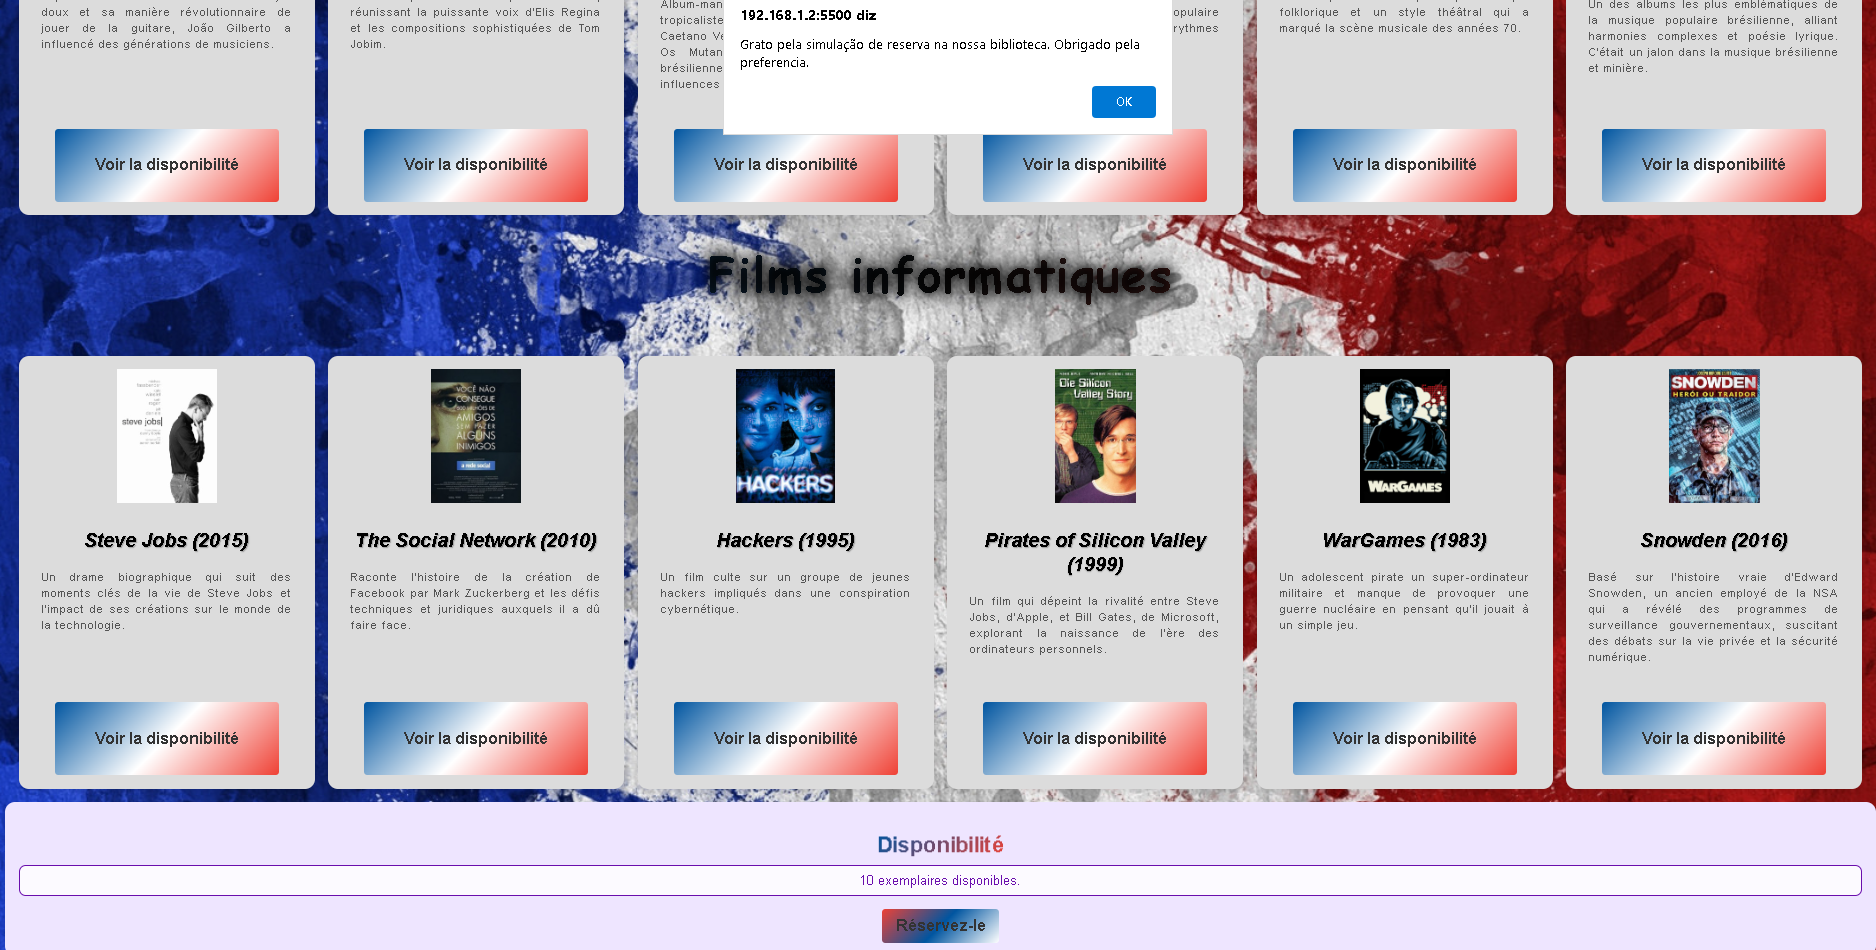 doux et sa manière révolutionnaire de
jouer de la guitare, João Gilberto a
influencé des générations de musiciens.
réunissant la puissante voix d'Elis Regina
et les compositions sophistiquées de Tom
Jobim.
Album-man
tropicaliste
Caetano Ve
Os Mutan
brésilienne
influences
192.168.1.2:5500 diz
Grato pela simulação de reserva na nossa biblioteca. Obrigado pela
preferencia.
OK
opulaire
rythmes
folklorique et un style théâtral qui a
marqué la scène musicale des années 70.
Un des albums les plus emblématiques de
la musique populaire brésilienne, alliant
harmonies complexes et poésie lyrique.
C'était un jalon dans la musique brésilienne
et minière.
Voir la disponibilité
Voir la disponibilité
Voir la disponibilité
Voir la disponibilité
Voir la disponibilité
Voir la disponibilité
Films informatiques
steve jobs
VOCÊ NÃO
CONSEGUE
500 MILHÕES DE
AMIGOS
SEM FAZER
ALGUNS
INIMIGOS
a rede social
HACKERS
Die Silicon
Valley Story
WARGAMES
SNOWDEN
HERÓI OU TRAIDOR
Steve Jobs (2015)
Un drame biographique qui suit des
moments clés de la vie de Steve Jobs et
l'impact de ses créations sur le monde de
la technologie.
Voir la disponibilité
The Social Network (2010)
Raconte l'histoire de la création de
Facebook par Mark Zuckerberg et les défis
techniques et juridiques auxquels il a dû
faire face.
Voir la disponibilité
Hackers (1995)
Un film culte sur un groupe de jeunes
hackers impliqués dans une conspiration
cybernétique.
Voir la disponibilité
Pirates of Silicon Valley
(1999)
Un film qui dépeint la rivalité entre Steve
Jobs, d'Apple, et Bill Gates, de Microsoft,
explorant la naissance de l'ère des
ordinateurs personnels.
Voir la disponibilité
WarGames (1983)
Un adolescent pirate un super-ordinateur
militaire et manque de provoquer une
guerre nucléaire en pensant qu'il jouait à
un simple jeu.
Voir la disponibilité
Snowden (2016)
Basé sur l'histoire vraie d'Edward
Snowden, un ancien employé de la NSA
qui a révélé des programmes de
surveillance gouvernementaux, suscitant
des débats sur la vie privée et la sécurité
numérique.
Voir la disponibilité
Disponibilité
10 exemplaires disponibles.
Réservez-le